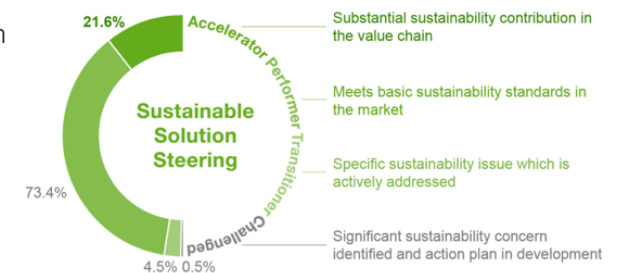 n
21.6%
Accelerator Performer Transitioner Challenged
Substantial sustainability contribution in
the value chain
Meets basic sustainability standards in
the market
Sustainable
Solution
Steering
Specific sustainability issue which is
actively addressed
73.4%
Significant sustainability concern
identified and action plan in development
4.5% 0.5%